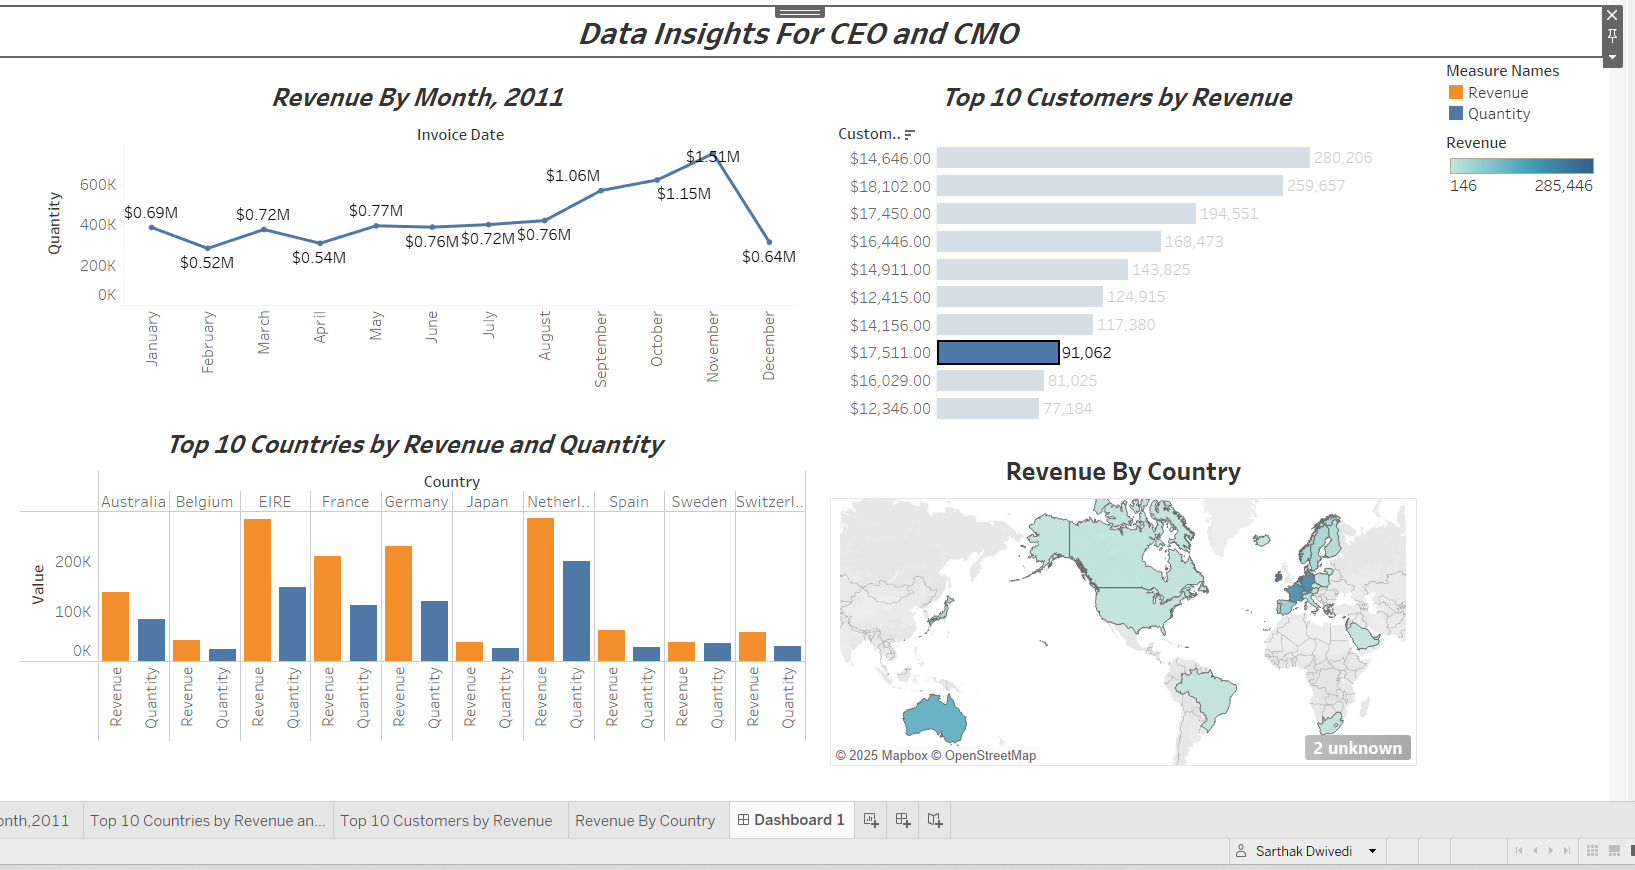 Data Insights For CEO and CMO
Revenue By Month, 2011
Invoice Date
Quantity
600K
400K
200K
0K
$0.69M
$0.52M
$0.72M
$0.54M
$0.77M
$0.76M
$0.72M
$0.76M
$1.06M
$1.15M
$1.51M
$0.64M
January
February
March
April
May
June
July
August
September
October
November
December
Top 10 Customers by Revenue
Custom..
$14,646.00 280,206
$18,102.00 259,657
$17,450.00 194,551
$16,446.00 168,473
$14,911.00 143,825
$12,415.00 124,915
$14,156.00 117,380
$17,511.00 91,062
$16,029.00 81,025
$12,346.00 77,184
Measure Names
Revenue
Quantity
Revenue
146 285,446
Top 10 Countries by Revenue and Quantity
Country
Australia Belgium EIRE France Germany Japan Netherl.. Spain Sweden Switzerl..
Value
200K
100K
0K
Revenue Quantity Revenue Quantity Revenue Quantity Revenue Quantity Revenue Quantity Revenue Quantity Revenue Quantity Revenue Quantity Revenue Quantity Revenue Quantity
Revenue By Country
© 2025 Mapbox © OpenStreetMap
2 unknown
onth,2011 Top 10 Countries by Revenue an... Top 10 Customers by Revenue Revenue By Country Dashboard 1
Sarthak Dwivedi